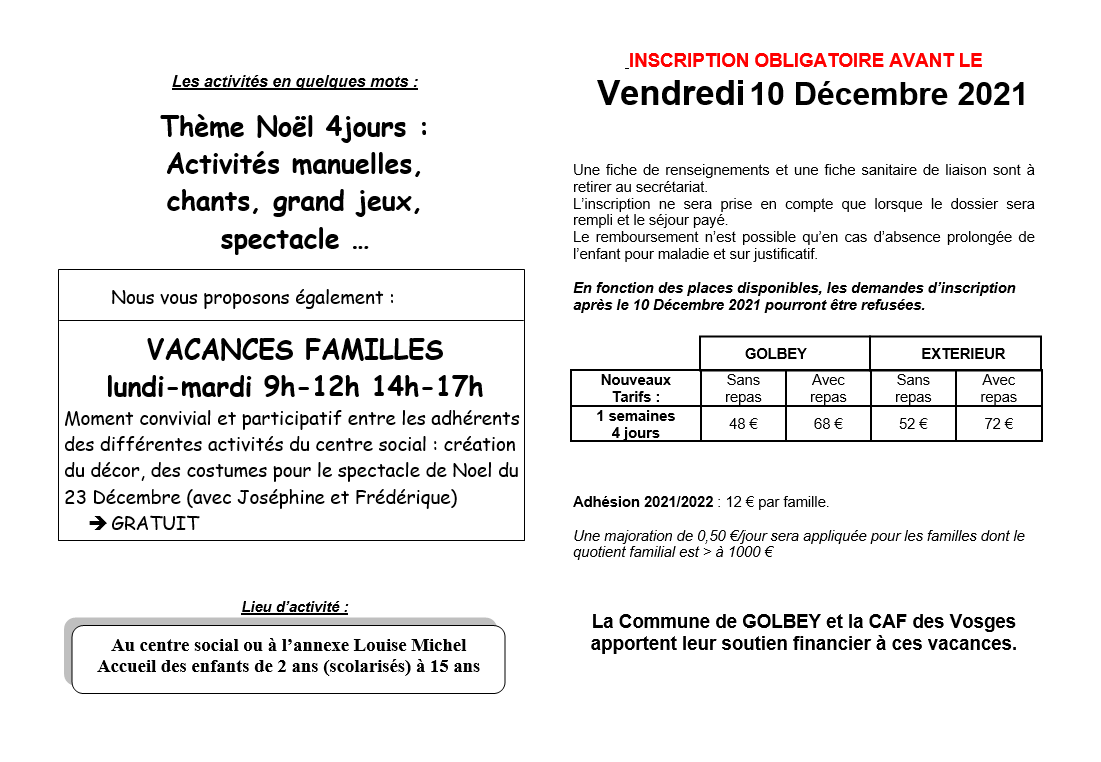 Les activités en quelques mots :
Thème Noël 4jours :
Activités manuelles,
chants, grand jeux,
spectacle …
Nous vous proposons également :
VACANCES FAMILLES
lundi-mardi 9h-12h 14h-17h
Moment convivial et participatif entre les adhérents
des différentes activités du centre social : création
du décor, des costumes pour le spectacle de Noel du
23 Décembre (avec Joséphine et Frédérique)
➔ GRATUIT
Lieu d’activité :
Au centre social ou à l’annexe Louise Michel
Accueil des enfants de 2 ans (scolarisés) à 15 ans
INSCRIPTION OBLIGATOIRE AVANT LE
Vendredi 10 Décembre 2021
Une fiche de renseignements et une fiche sanitaire de liaison sont à
retirer au secrétariat.
L’inscription ne sera prise en compte que lorsque le dossier sera
rempli et le séjour payé.
Le remboursement n’est possible qu’en cas d’absence prolongée de
l’enfant pour maladie et sur justificatif.
En fonction des places disponibles, les demandes d’inscription
après le 10 Décembre 2021 pourront être refusées.
GOLBEY EXTERIEUR
Nouveaux Sans Avec Sans Avec
Tarifs : repas repas repas repas
1 semaines
4 jours 48 € 68 € 52 € 72 €
Adhésion 2021/2022 : 12 € par famille.
Une majoration de 0,50 €/jour sera appliquée pour les familles dont le
quotient familial est > à 1000 €
La Commune de GOLBEY et la CAF des Vosges
apportent leur soutien financier à ces vacances.